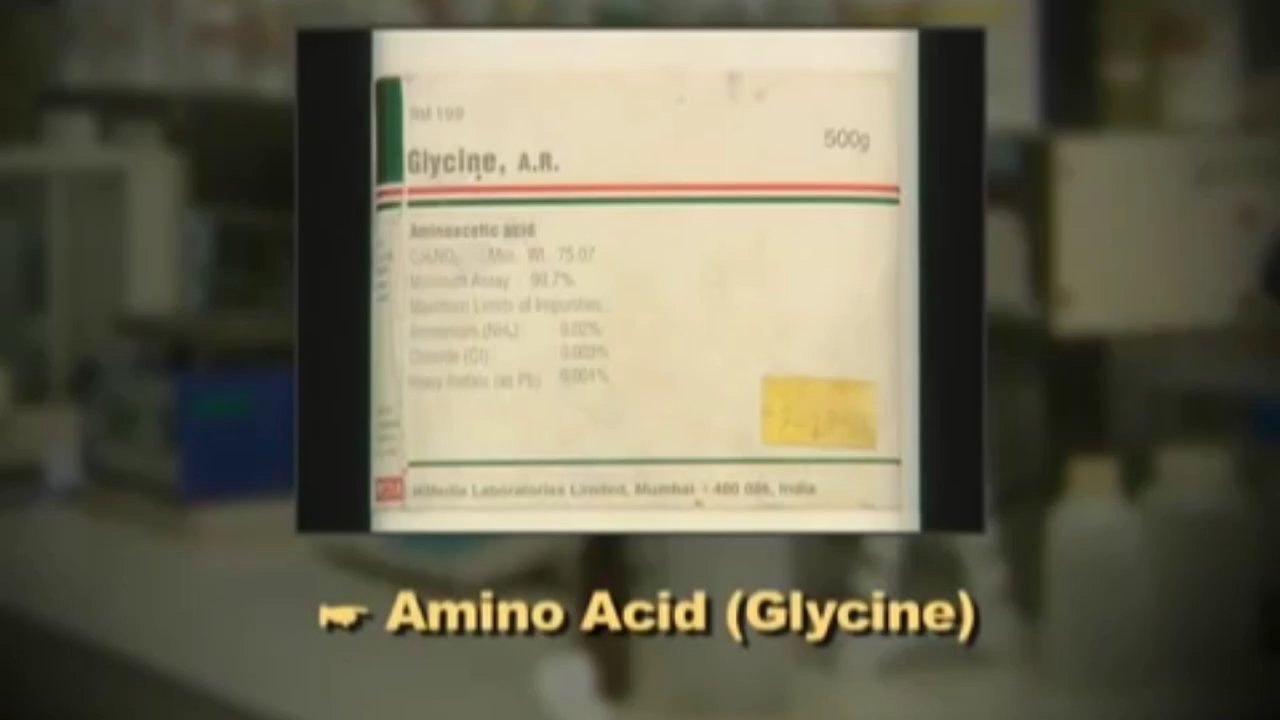 RM 199
500g
Glycine, A.R.
Aminoacetic acid
Mol. Wt. 75.07
Minimum Assay 99.7%
Maximum Limits of Impurities
Ammonium (NH₄) 0.02%
Chloride (Cl) 0.003%
Heavy metals (as Pb) 0.001%
HiMedia Laboratories Limited, Mumbai - 400 086, India
☛ Amino Acid (Glycine)